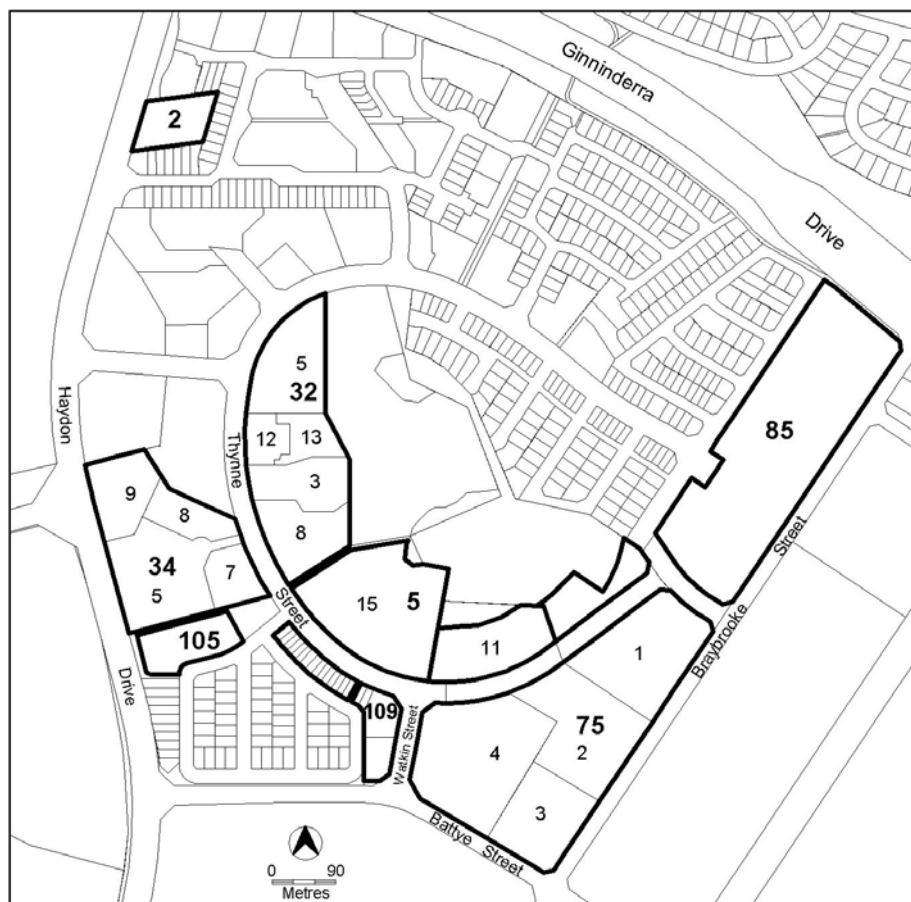 Ginninderra
Drive
2
5
32
12
13
3
8
Haydon
Thynne
85
9
8
34
5
7
105
Street
15
5
11
Street
Braybrooke
1
75
2
4
3
109
Watkin Street
Drive
Battye Street
0 90
Metres